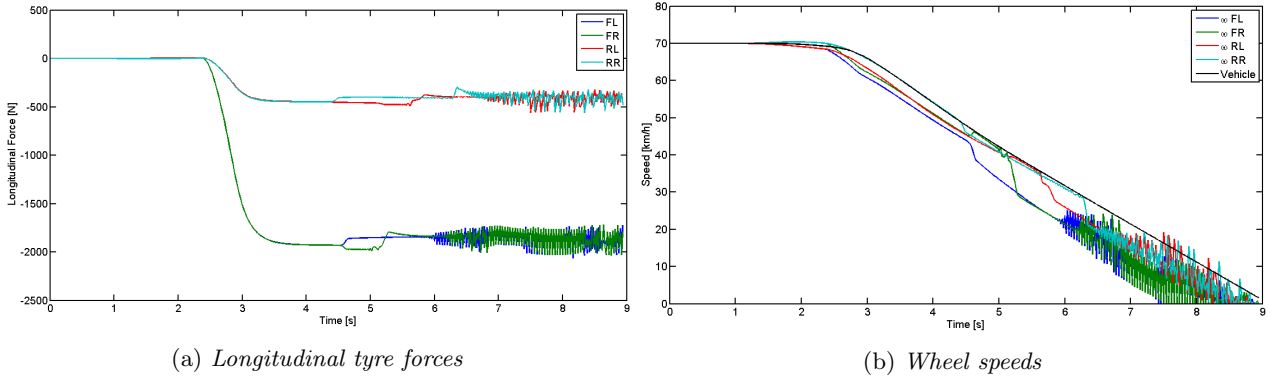 500
0
-500
-1000
-1500
-2000
-2500
0 1 2 3 4 5 6 7 8 9
Longitudinal Force [N]
Time [s]
FL
FR
RL
RR
(a) Longitudinal tyre forces
80
70
60
50
40
30
20
10
0
0 1 2 3 4 5 6 7 8 9
Speed [km/h]
Time [s]
ω FL
ω FR
ω RL
ω RR
Vehicle
(b) Wheel speeds